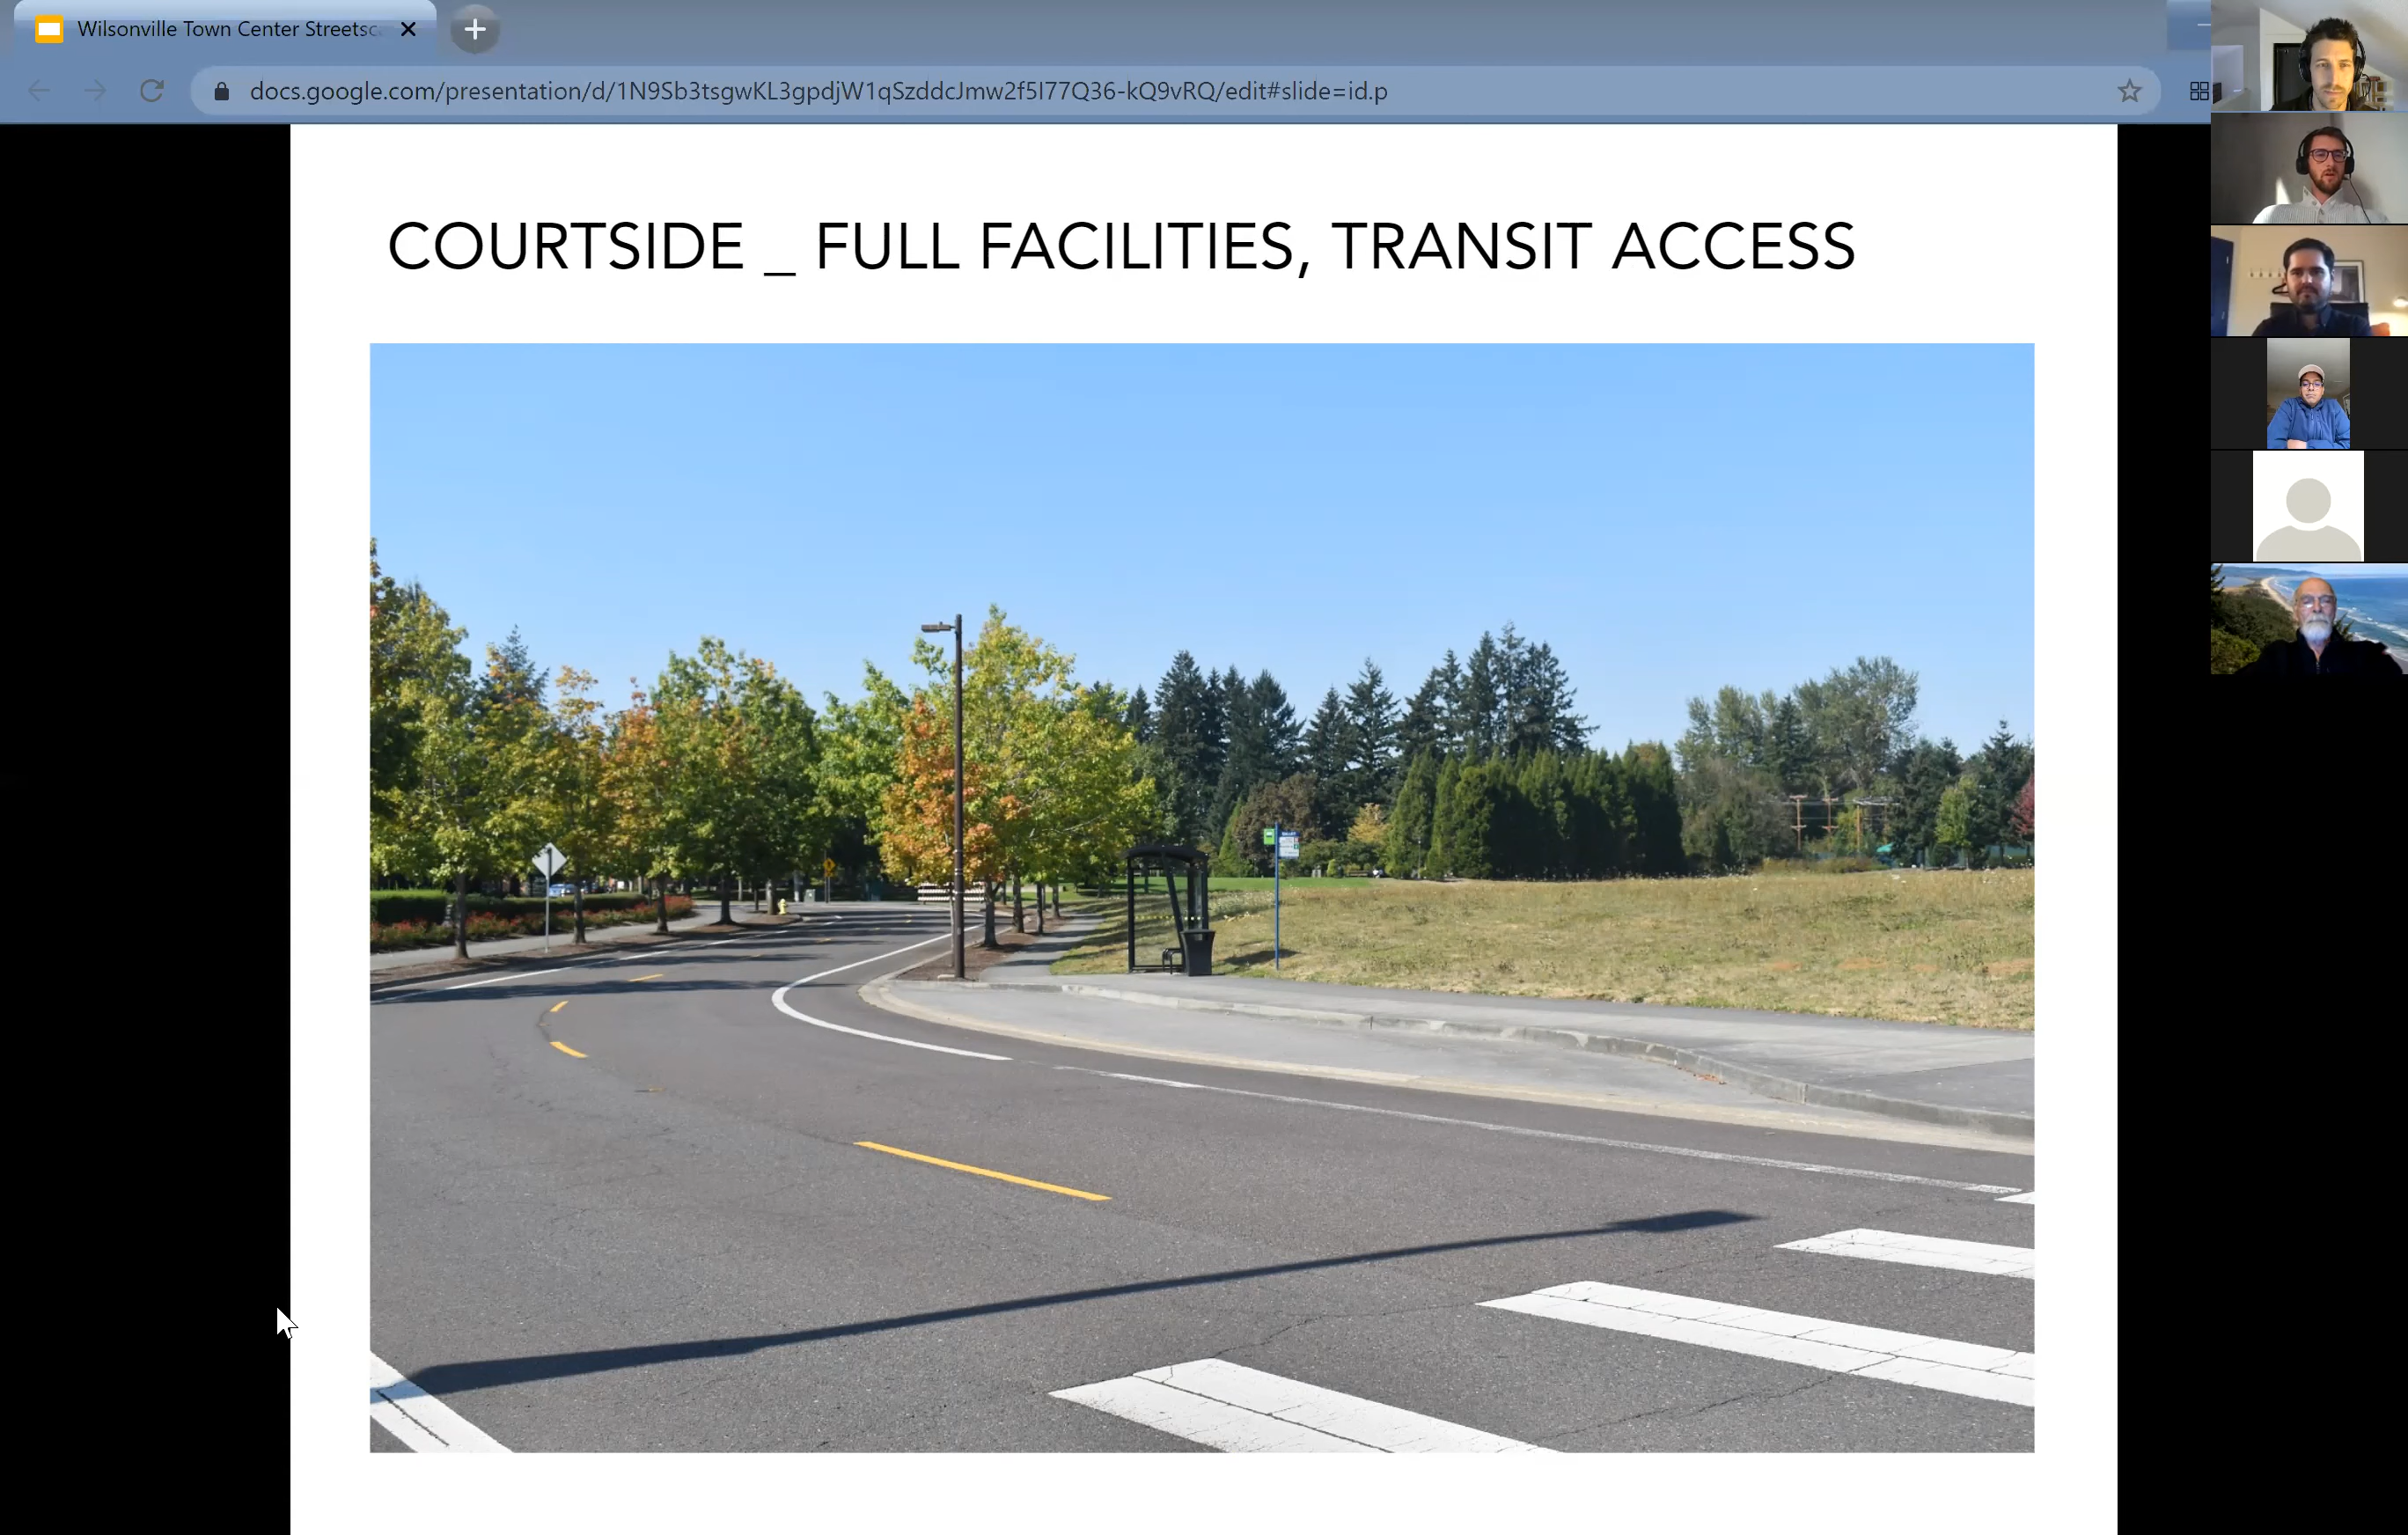 Wilsonville Town Center Streetsc
docs.google.com/presentation/d/1N9Sb3tsgwKL3gpdjW1qSzddcJmw2f5I77Q36-kQ9vRQ/edit#slide=id.p
COURTSIDE _ FULL FACILITIES, TRANSIT ACCESS